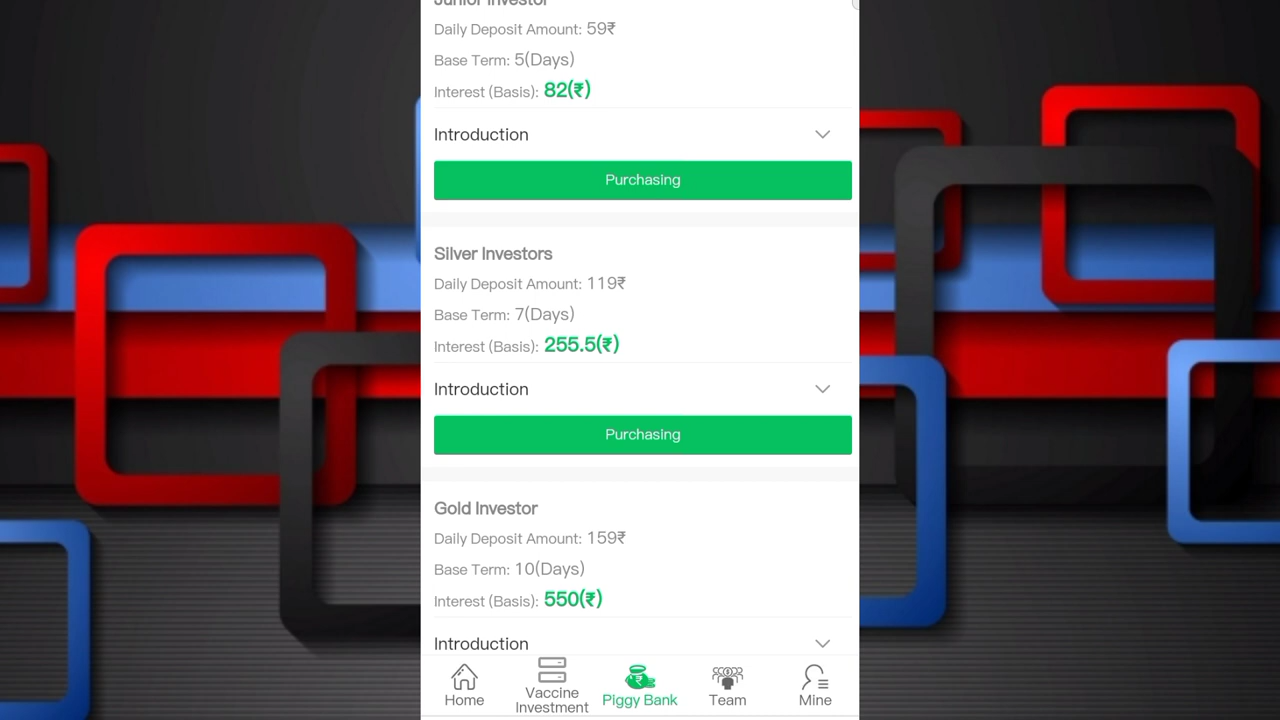 Junior Investor
Daily Deposit Amount: 59₹
Base Term: 5(Days)
Interest (Basis): 82(₹)
Introduction
Purchasing
Silver Investors
Daily Deposit Amount: 119₹
Base Term: 7(Days)
Interest (Basis): 255.5(₹)
Introduction
Purchasing
Gold Investor
Daily Deposit Amount: 159₹
Base Term: 10(Days)
Interest (Basis): 550(₹)
Introduction
Home
Vaccine
Investment
Piggy Bank
Team
Mine